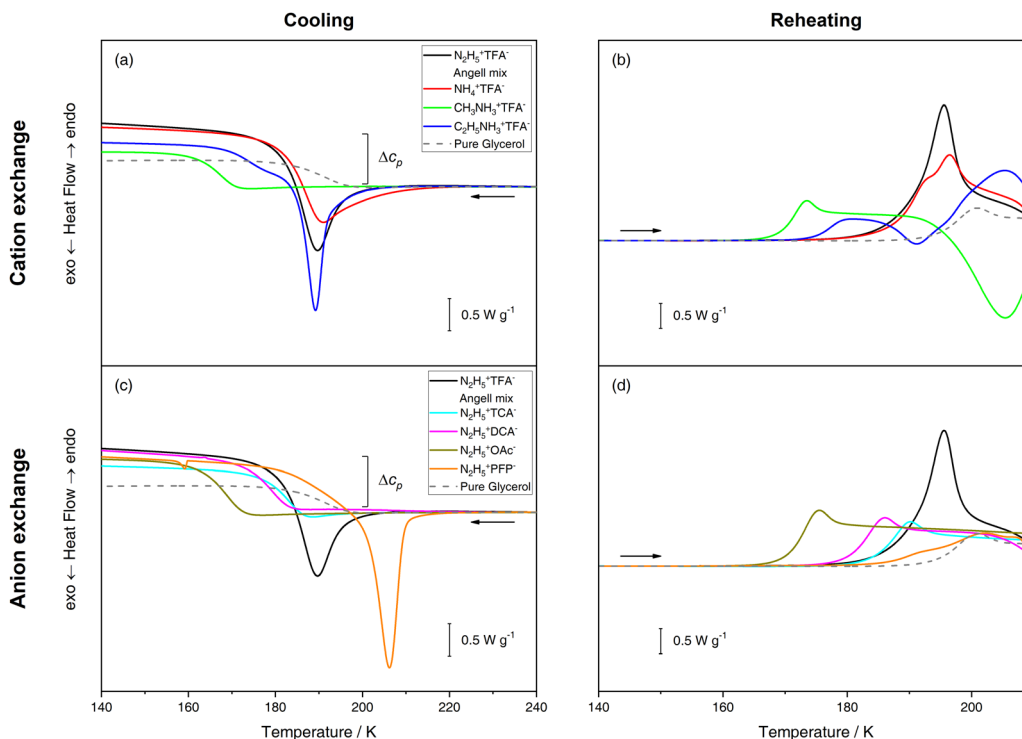 Cooling
Reheating
Cation exchange
exo ← Heat Flow → endo
(a)
N₂H₅⁺TFA⁻
Angell mix
NH₄⁺TFA⁻
CH₃NH₃⁺TFA⁻
C₂H₅NH₃⁺TFA⁻
Pure Glycerol
Δcₚ
0.5 W g⁻¹
(b)
0.5 W g⁻¹
Anion exchange
exo ← Heat Flow → endo
(c)
N₂H₅⁺TFA⁻
Angell mix
N₂H₅⁺TCA⁻
N₂H₅⁺DCA⁻
N₂H₅⁺OAc⁻
N₂H₅⁺PFP⁻
Pure Glycerol
Δcₚ
0.5 W g⁻¹
(d)
0.5 W g⁻¹
140 160 180 200 220 240
Temperature / K
140 160 180 200
Temperature / K